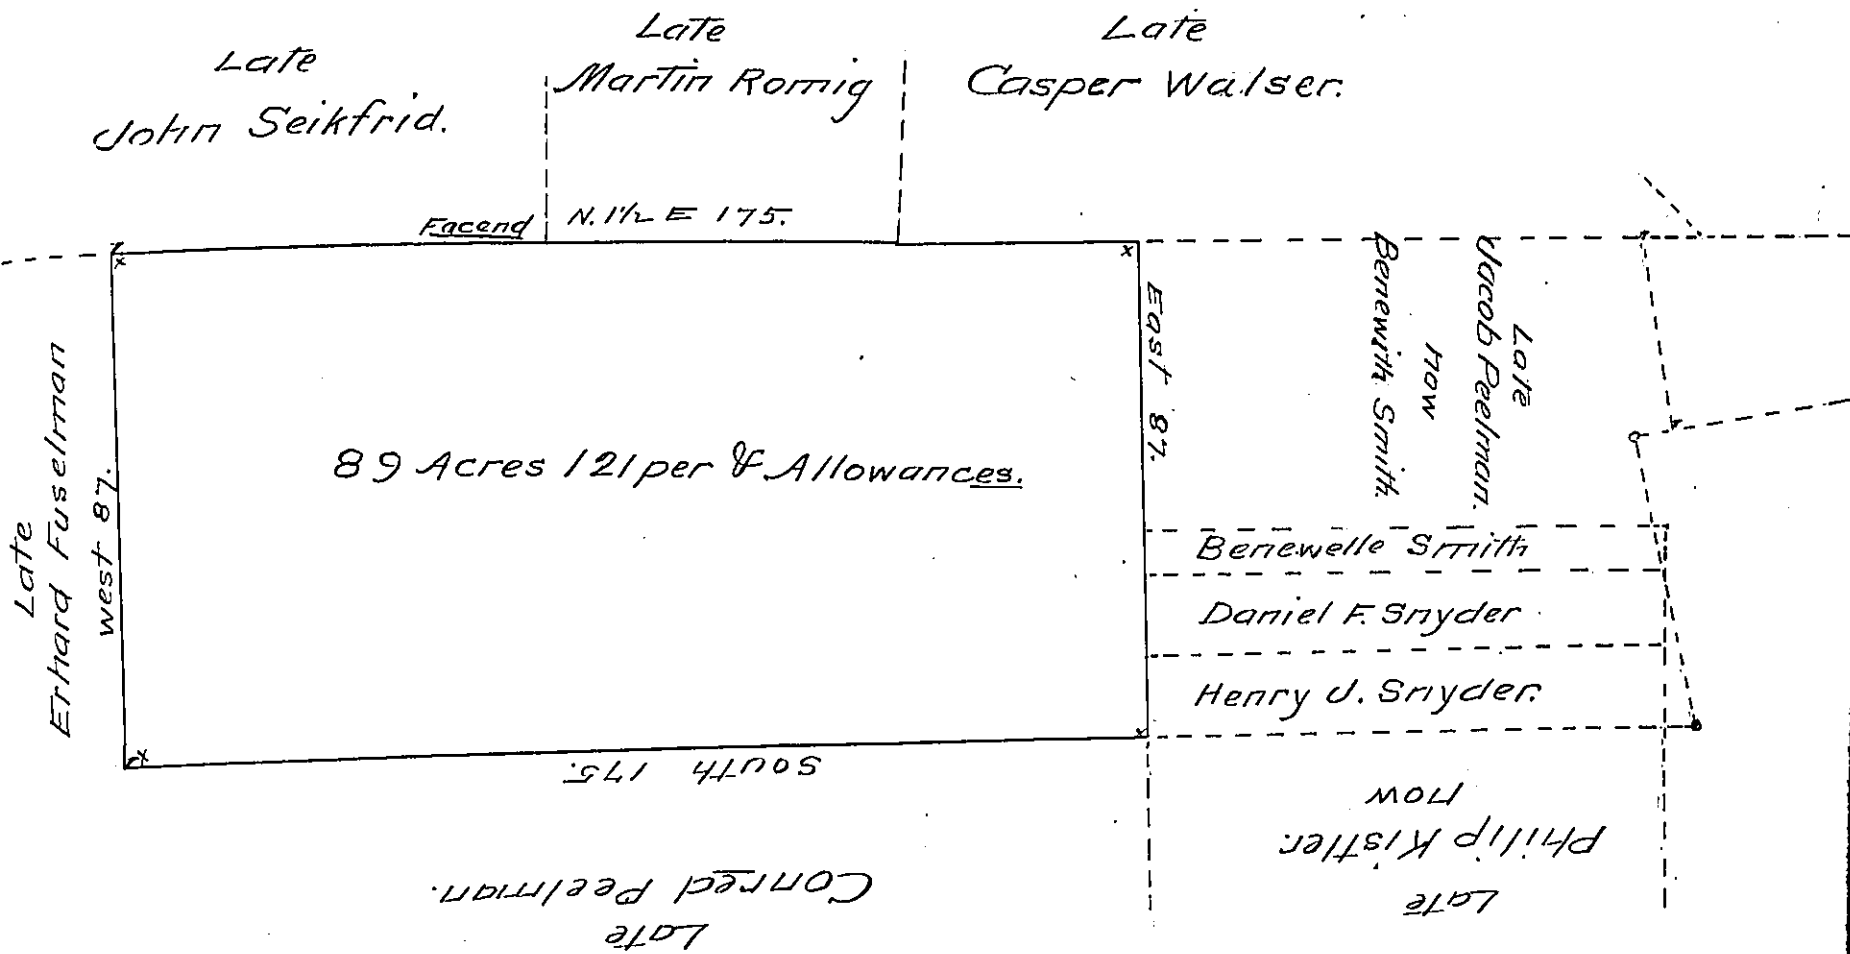 Late
John Seikfrid.
Late
Martin Romig
Late
Casper Walser.
Facend
N. 1½ E 175.
Late
Erhard Fuselman
west 87.
89 Acres 121 per & Allowances.
East 87.
Late
Jacob Peelman.
now
Benewith Smith.
Benewelle Smith
Daniel F. Snyder
Henry J. Snyder.
South 175.
Late
Conred Peelman.
Late
Philip Kistler.
now